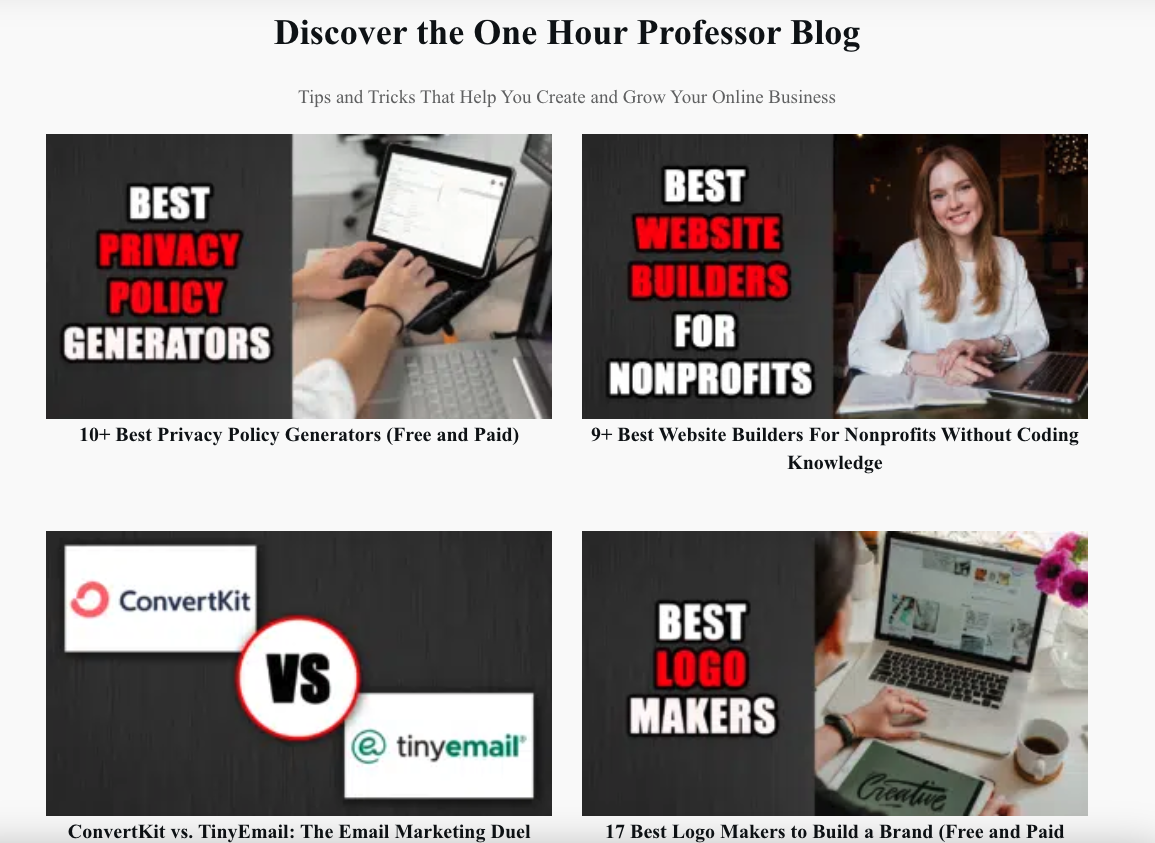 Discover the One Hour Professor Blog
Tips and Tricks That Help You Create and Grow Your Online Business
BEST
PRIVACY
POLICY
GENERATORS
BEST
WEBSITE
BUILDERS
FOR
NONPROFITS
10+ Best Privacy Policy Generators (Free and Paid)
9+ Best Website Builders For Nonprofits Without Coding
Knowledge
ConvertKit
VS
@ tinyemail®
BEST
LOGO
MAKERS
Creative
ConvertKit vs. TinyEmail: The Email Marketing Duel
17 Best Logo Makers to Build a Brand (Free and Paid